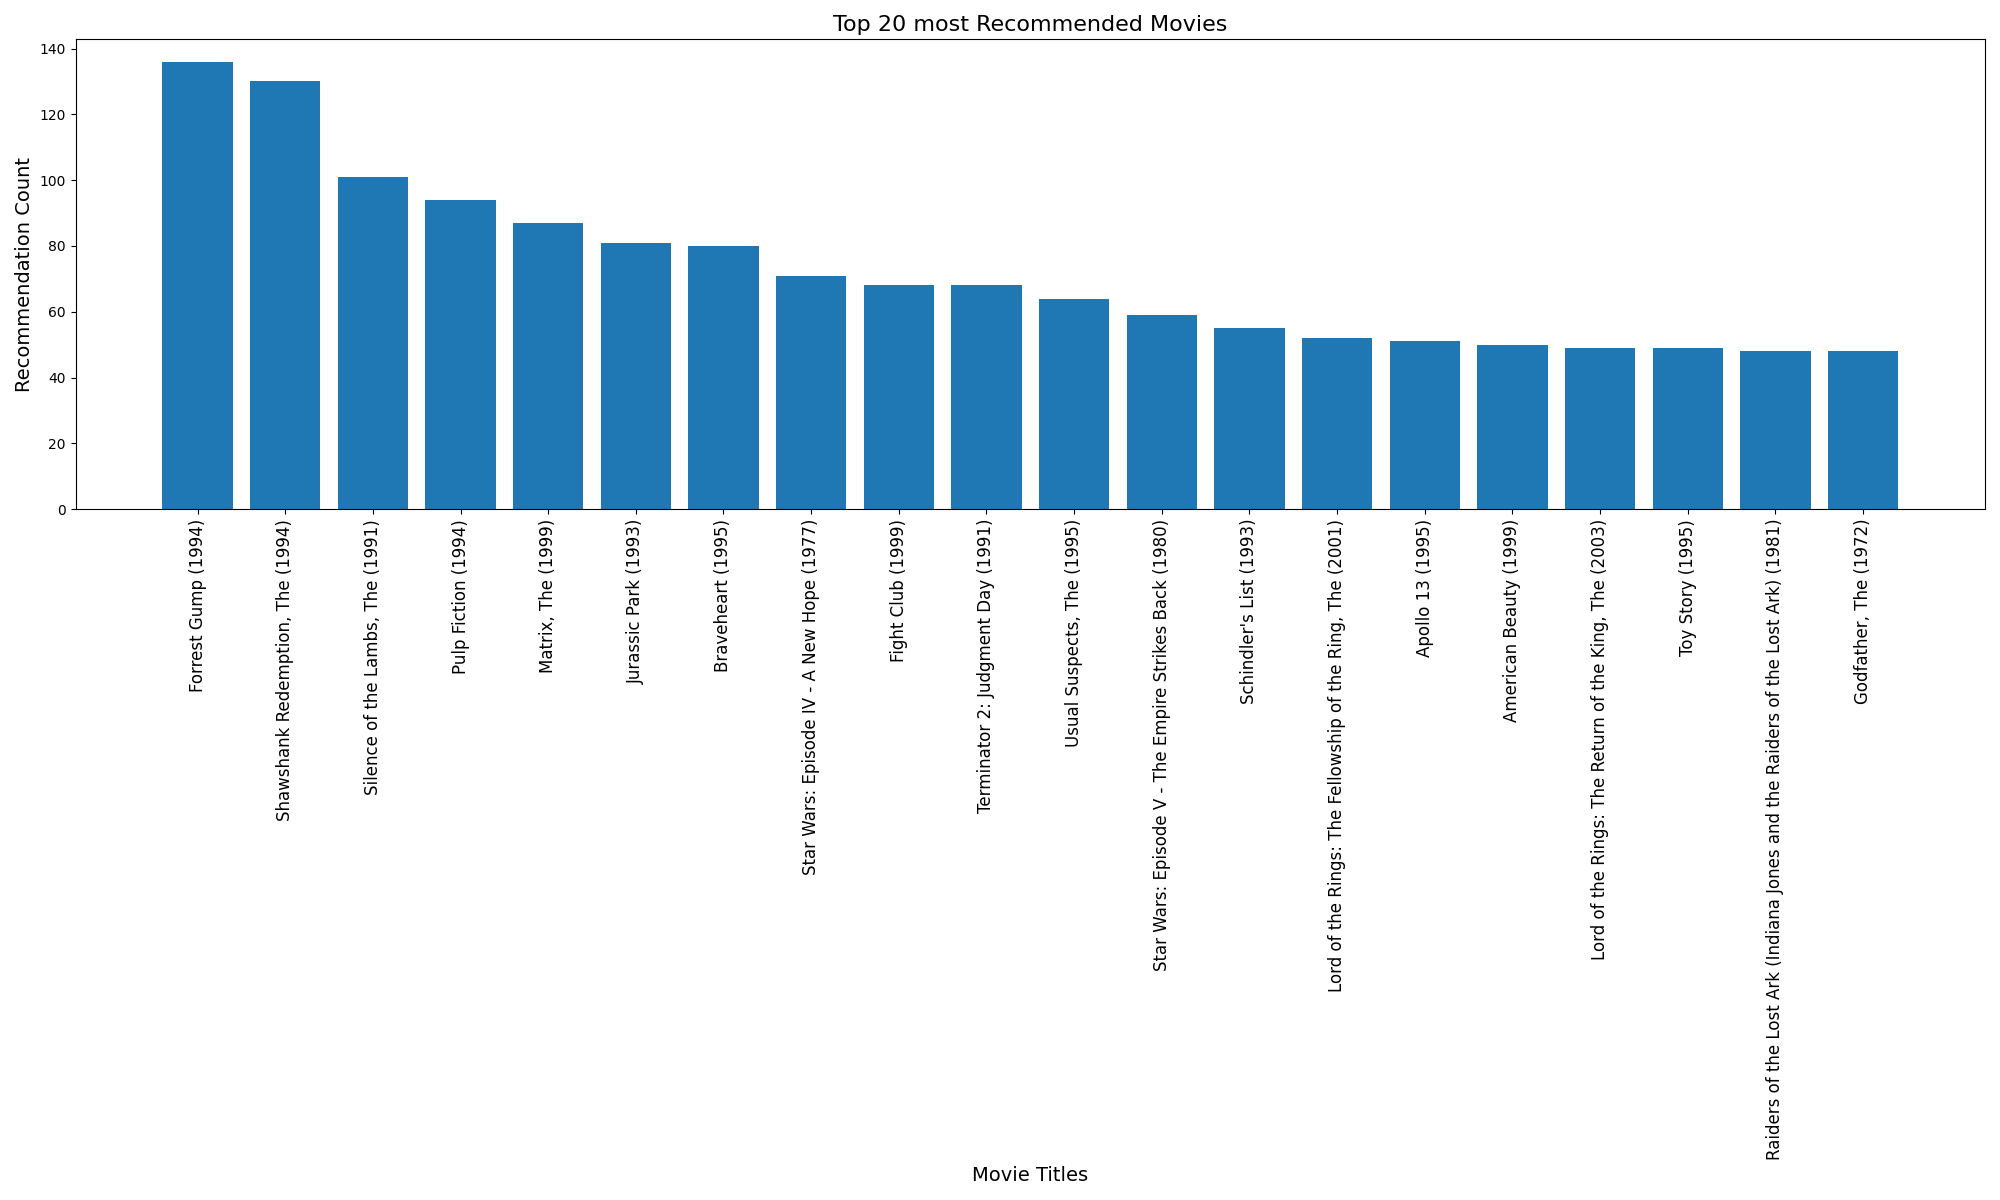 Top 20 most Recommended Movies
Recommendation Count
140
120
100
80
60
40
20
0
Forrest Gump (1994)
Shawshank Redemption, The (1994)
Silence of the Lambs, The (1991)
Pulp Fiction (1994)
Matrix, The (1999)
Jurassic Park (1993)
Braveheart (1995)
Star Wars: Episode IV - A New Hope (1977)
Fight Club (1999)
Terminator 2: Judgment Day (1991)
Usual Suspects, The (1995)
Star Wars: Episode V - The Empire Strikes Back (1980)
Schindler's List (1993)
Lord of the Rings: The Fellowship of the Ring, The (2001)
Apollo 13 (1995)
American Beauty (1999)
Lord of the Rings: The Return of the King, The (2003)
Toy Story (1995)
Raiders of the Lost Ark (Indiana Jones and the Raiders of the Lost Ark) (1981)
Godfather, The (1972)
Movie Titles